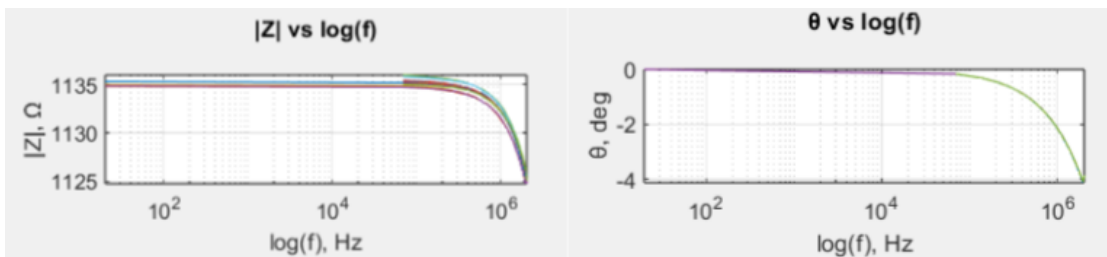 |Z| vs log(f)
1135
1130
1125
|Z|, Ω
10²
10⁴
10⁶
log(f), Hz
θ vs log(f)
0
-2
-4
θ, deg
10²
10⁴
10⁶
log(f), Hz